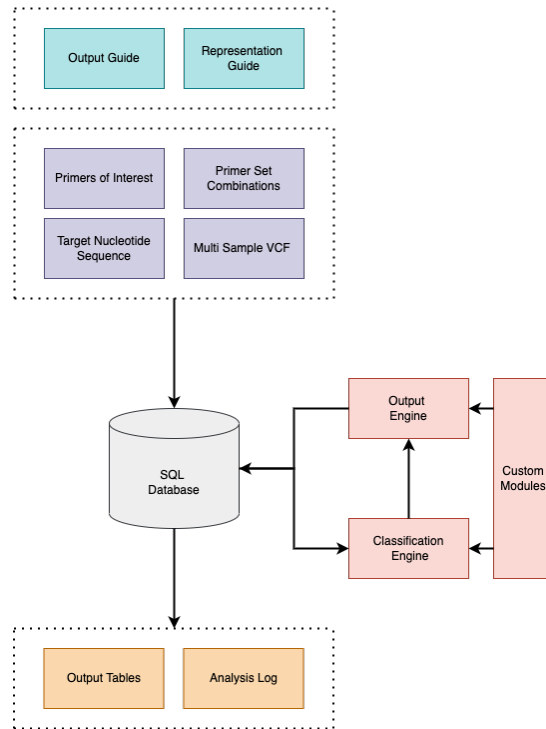 Output Guide
Representation
Guide
Primers of Interest
Primer Set
Combinations
Target Nucleotide
Sequence
Multi Sample VCF
SQL
Database
Output
Engine
Custom
Modules
Classification
Engine
Output Tables
Analysis Log